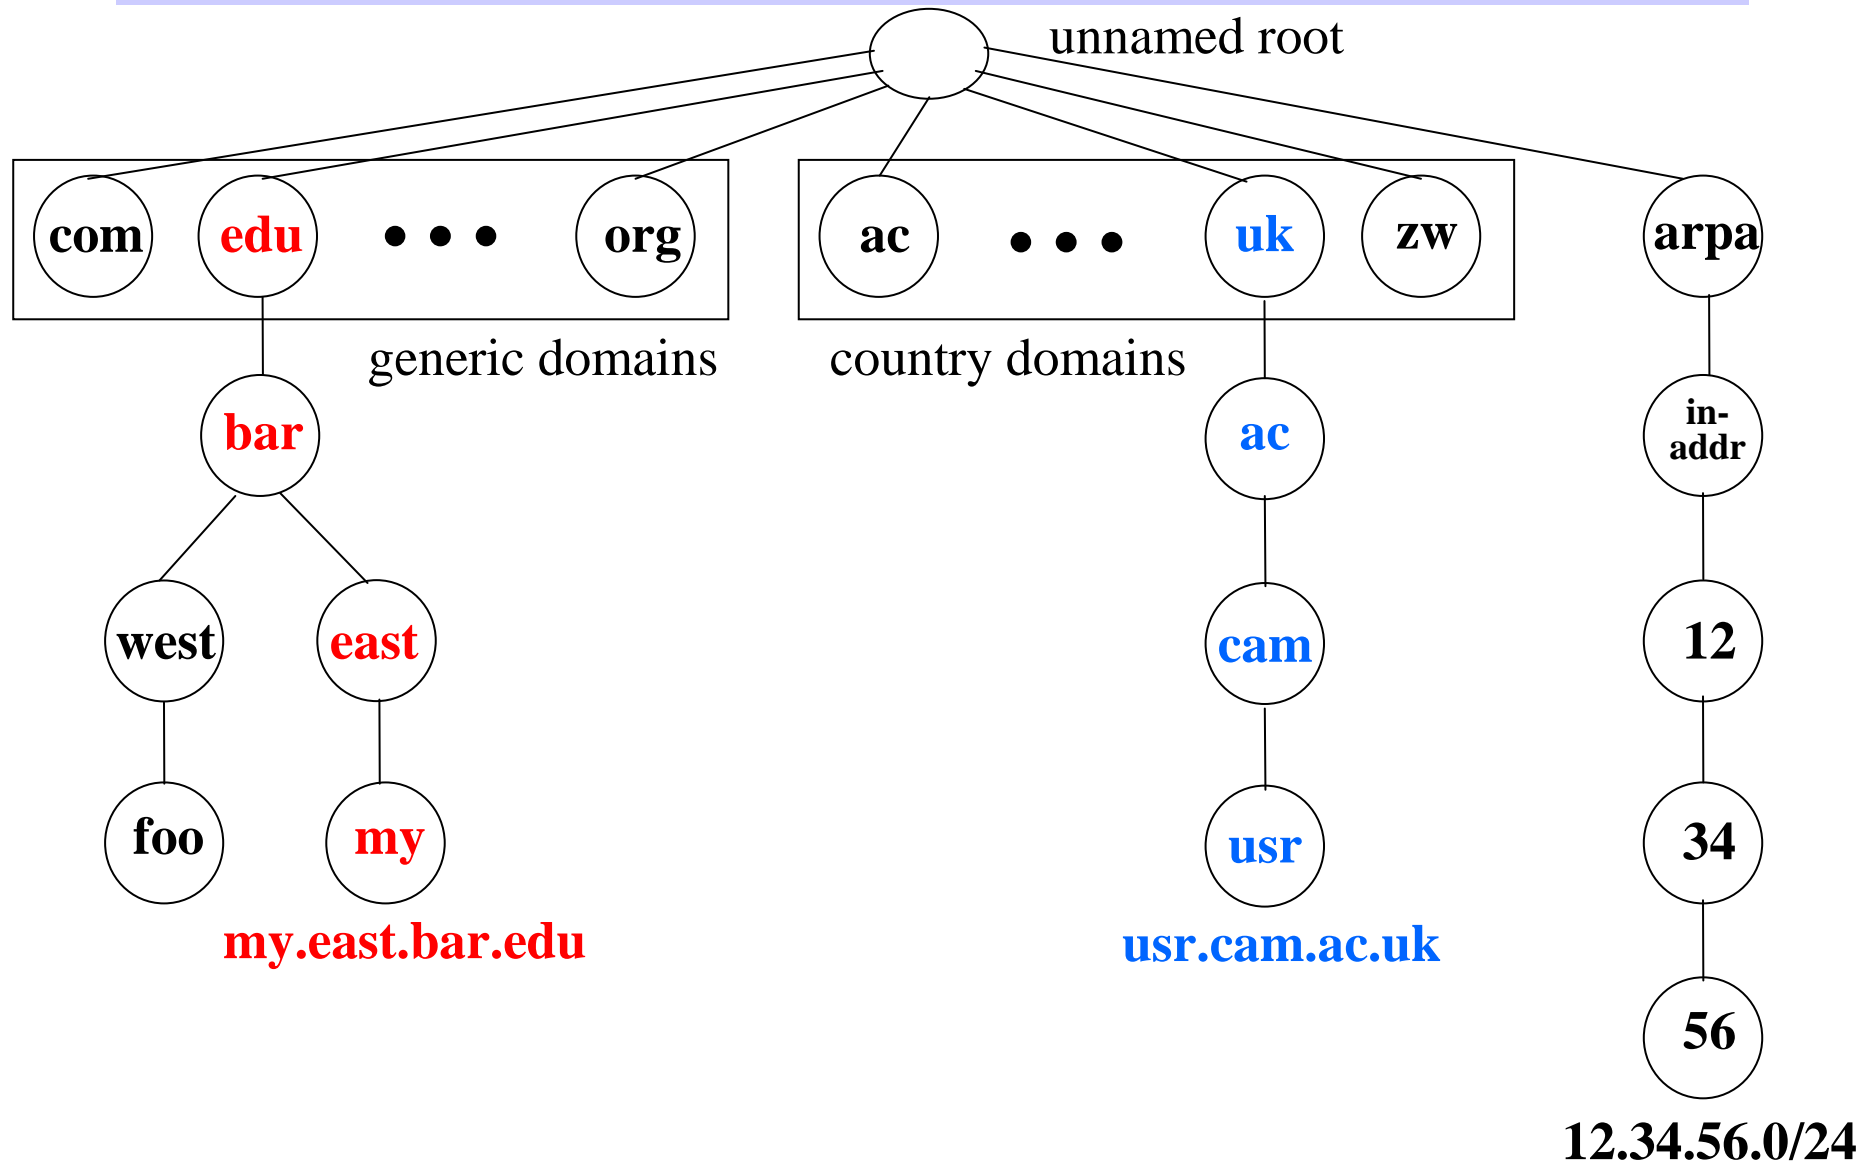 unnamed root
com edu • • • org ac • • • uk zw arpa
generic domains country domains
bar ac in-
addr
west east cam 12
foo my usr 34
my.east.bar.edu usr.cam.ac.uk
56
12.34.56.0/24